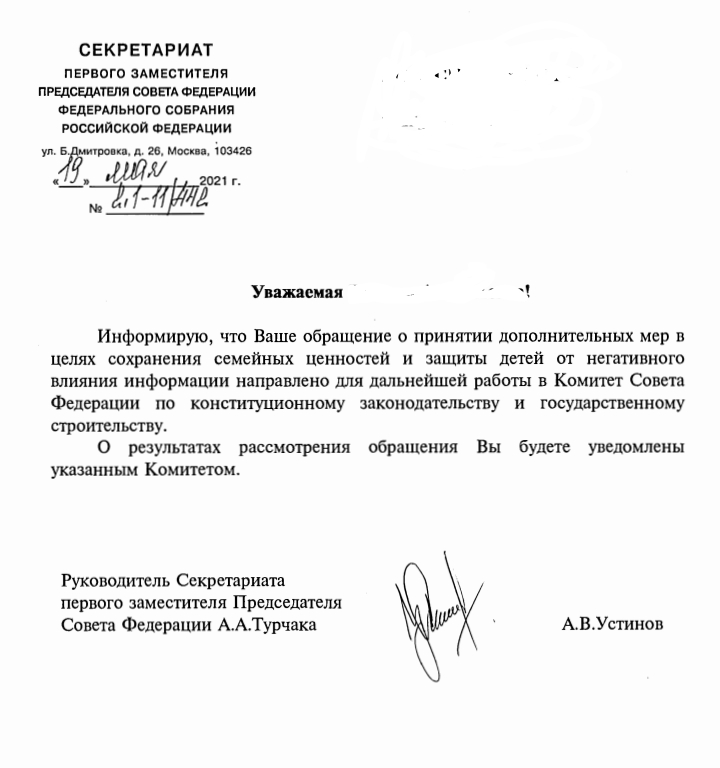 СЕКРЕТАРИАТ
ПЕРВОГО ЗАМЕСТИТЕЛЯ
ПРЕДСЕДАТЕЛЯ СОВЕТА ФЕДЕРАЦИИ
ФЕДЕРАЛЬНОГО СОБРАНИЯ
РОССИЙСКОЙ ФЕДЕРАЦИИ
ул. Б.Дмитровка, д. 26, Москва, 103426
«19» мая 2021 г.
№ 2.1-11/442
Уважаемая !
Информирую, что Ваше обращение о принятии дополнительных мер в
целях сохранения семейных ценностей и защиты детей от негативного
влияния информации направлено для дальнейшей работы в Комитет Совета
Федерации по конституционному законодательству и государственному
строительству.
О результатах рассмотрения обращения Вы будете уведомлены
указанным Комитетом.
Руководитель Секретариата
первого заместителя Председателя
Совета Федерации А.А.Турчака
А.В.Устинов